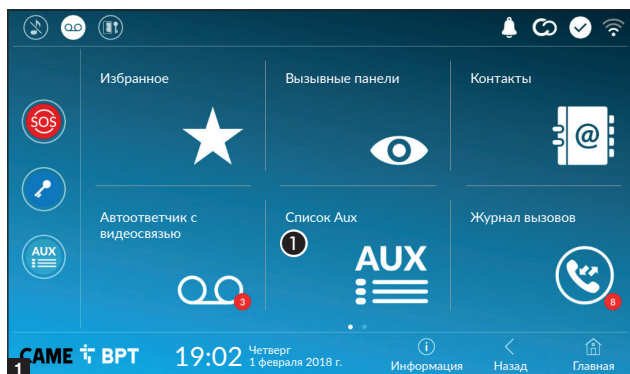 Избранное
Вызывные панели
Контакты
SOS
@
Автоответчик с
видеосвязью
Список Aux
Журнал вызовов
1
AUX
AUX
3
8
CAME BPT
19:02
Четверг
1 февраля 2018 г.
Информация
Назад
Главная
1